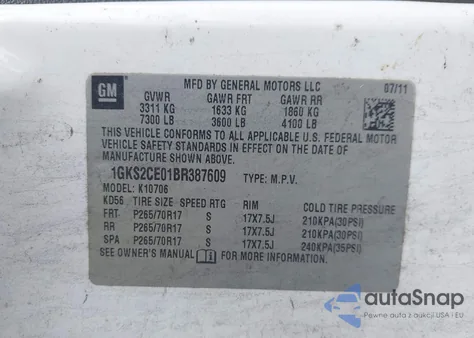 GM
MFD BY GENERAL MOTORS LLC
07/11
GVWR GAWR FRT GAWR RR
3311 KG 1633 KG 1860 KG
7300 LB 3600 LB 4100 LB
THIS VEHICLE CONFORMS TO ALL APPLICABLE U.S. FEDERAL MOTOR
VEHICLE SAFETY STANDARDS IN EFFECT ON THE DATE OF
MANUFACTURE SHOWN ABOVE.
1GKS2CE01BR387609 TYPE: M.P.V.
MODEL: K10706
KD56 TIRE SIZE SPEED RTG RIM COLD TIRE PRESSURE
FRT- P265/70R17 S 17X7.5J 210KPA(30PSI)
RR P265/70R17 S 17X7.5J 210KPA(30PSI)
SPA P265/70R17 S 17X7.5J 240KPA(35PSI)
SEE OWNER'S MANUAL FOR MORE INFORMATION.
autaSnap
Pewne auta z aukcji USA i EU